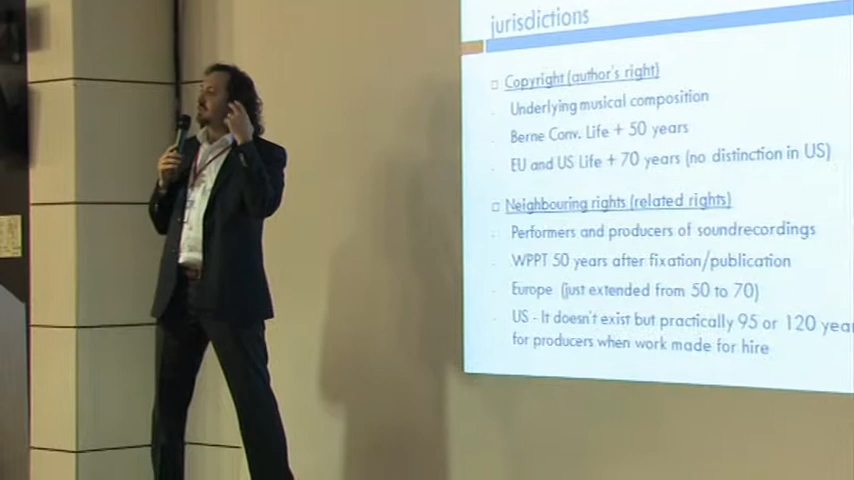 jurisdictions
Copyright (author's right)
Underlying musical composition
Berne Conv. Life + 50 years
EU and US Life + 70 years (no distinction in US)
Neighbouring rights (related rights)
Performers and producers of soundrecordings
WPPT 50 years after fixation/publication
Europe (just extended from 50 to 70)
US - It doesn't exist but practically 95 or 120 years
for producers when work made for hire